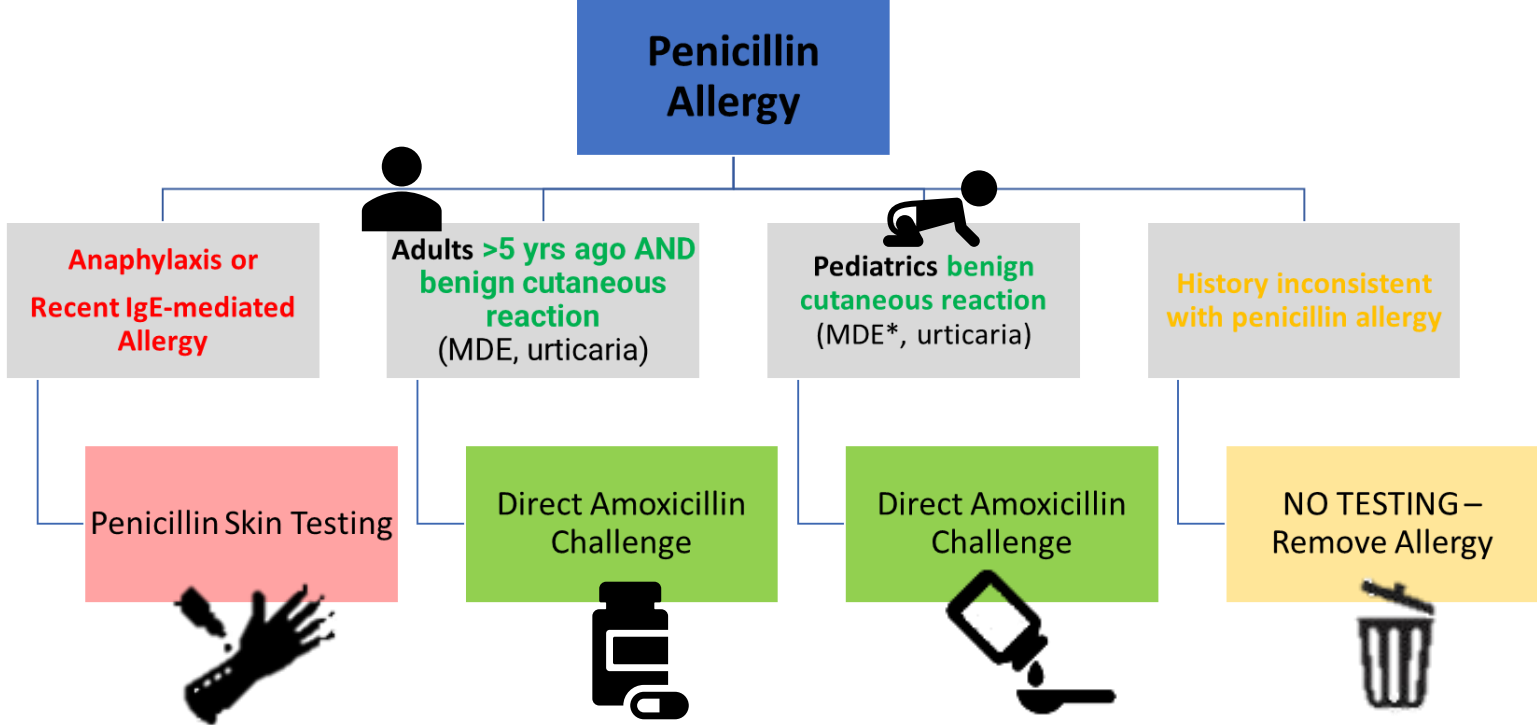 Penicillin
Allergy
Anaphylaxis or
Recent IgE-mediated
Allergy
Adults >5 yrs ago AND
benign cutaneous
reaction
(MDE, urticaria)
Pediatrics benign
cutaneous reaction
(MDE*, urticaria)
History inconsistent
with penicillin allergy
Penicillin Skin Testing
Direct Amoxicillin
Challenge
Direct Amoxicillin
Challenge
NO TESTING –
Remove Allergy